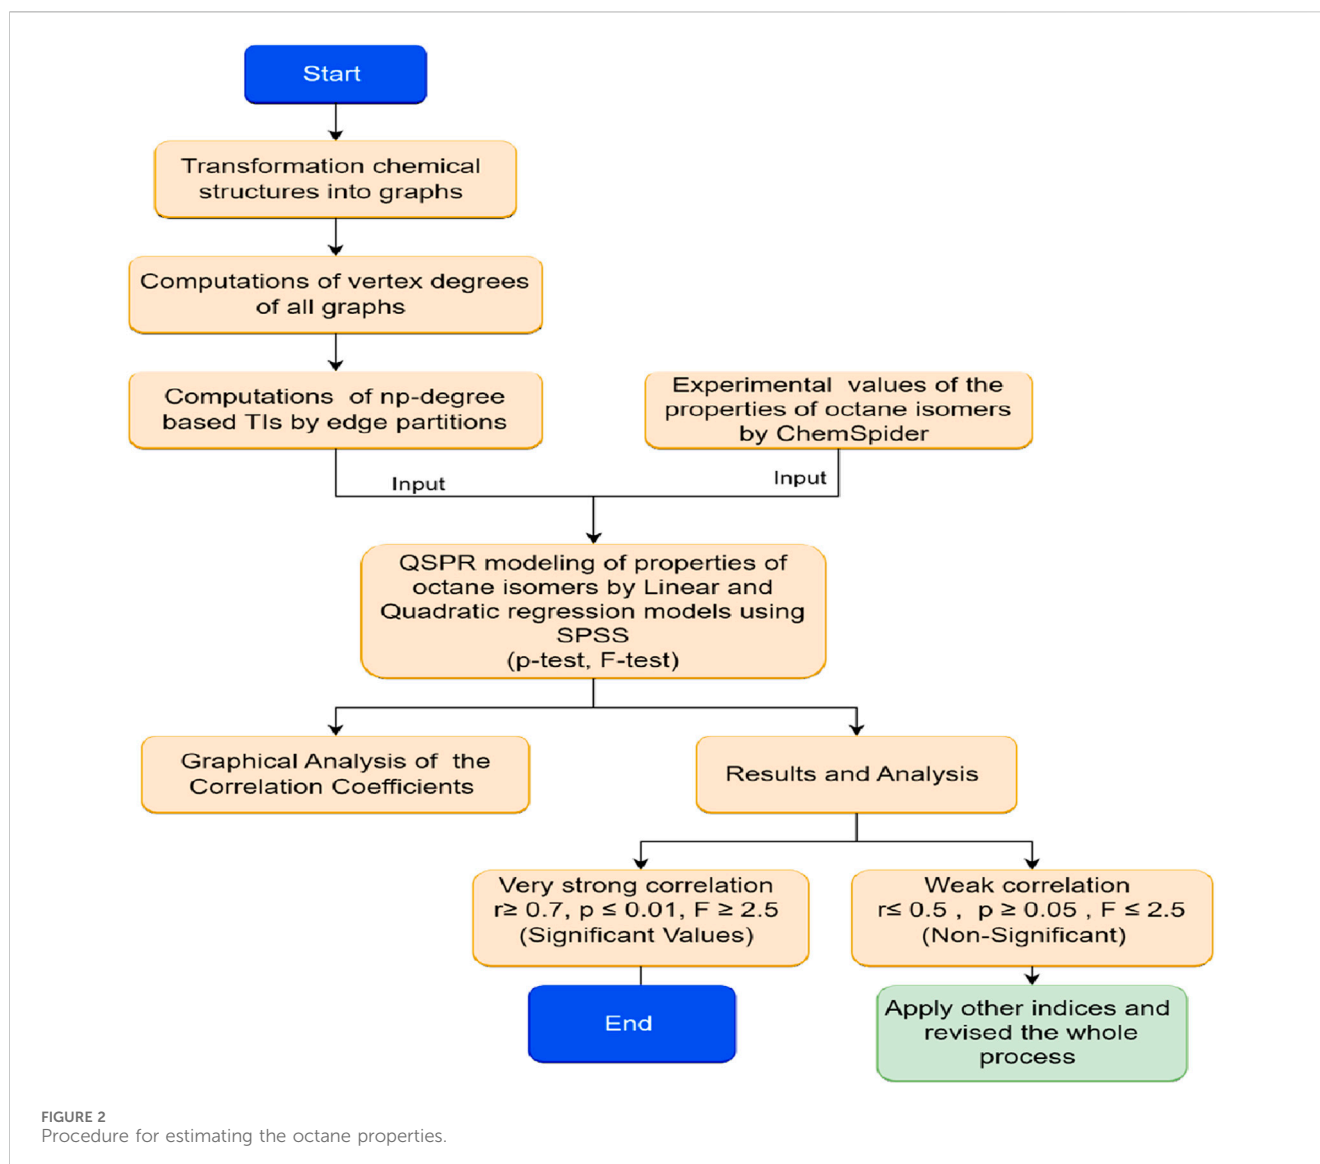 Start
Transformation chemical
structures into graphs
Computations of vertex degrees
of all graphs
Computations of np-degree
based TIs by edge partitions
Experimental values of the
properties of octane isomers
by ChemSpider
Input
Input
QSPR modeling of properties of
octane isomers by Linear and
Quadratic regression models using
SPSS
(p-test, F-test)
Graphical Analysis of the
Correlation Coefficients
Results and Analysis
Very strong correlation
r≥ 0.7, p ≤ 0.01, F ≥ 2.5
(Significant Values)
Weak correlation
r≤ 0.5 , p ≥ 0.05 , F ≤ 2.5
(Non-Significant)
End
Apply other indices and
revised the whole
process
FIGURE 2
Procedure for estimating the octane properties.